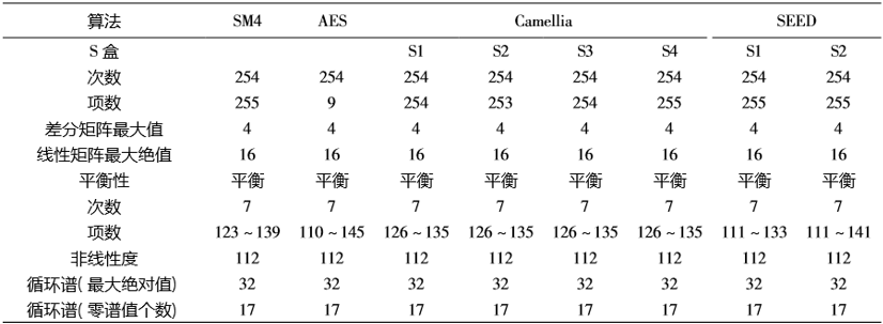 算法 SM4 AES Camellia SEED
S 盒 S1 S2 S3 S4 S1 S2
次数 254 254 254 254 254 254 254 254
项数 255 9 254 253 254 255 255 255
差分矩阵最大值 4 4 4 4 4 4 4 4
线性矩阵最大绝值 16 16 16 16 16 16 16 16
平衡性 平衡 平衡 平衡 平衡 平衡 平衡 平衡 平衡
次数 7 7 7 7 7 7 7 7
项数 123~139 110~145 126~135 126~135 126~135 126~135 111~133 111~141
非线性度 112 112 112 112 112 112 112 112
循环谱(最大绝对值) 32 32 32 32 32 32 32 32
循环谱(零谱值个数) 17 17 17 17 17 17 17 17